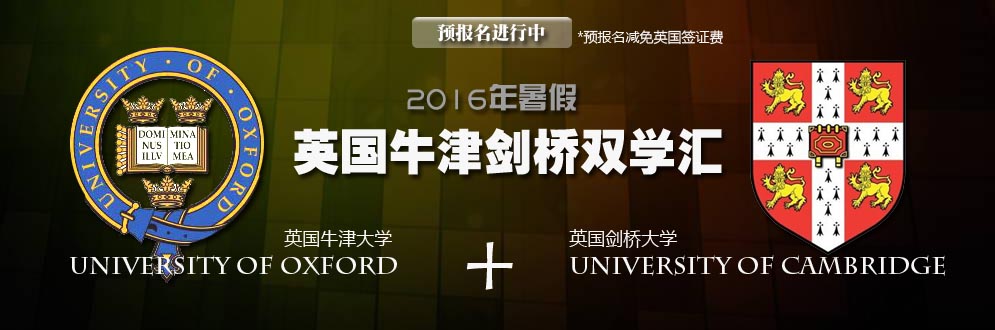 预报名进行中
*预报名减免英国签证费
2016年暑假
英国牛津剑桥双学汇
UNIVERSITY · OF · OXFORD
DOMI MINA
NUS TIO
ILLV MEA
英国牛津大学
UNIVERSITY OF OXFORD
+
英国剑桥大学
UNIVERSITY OF CAMBRIDGE